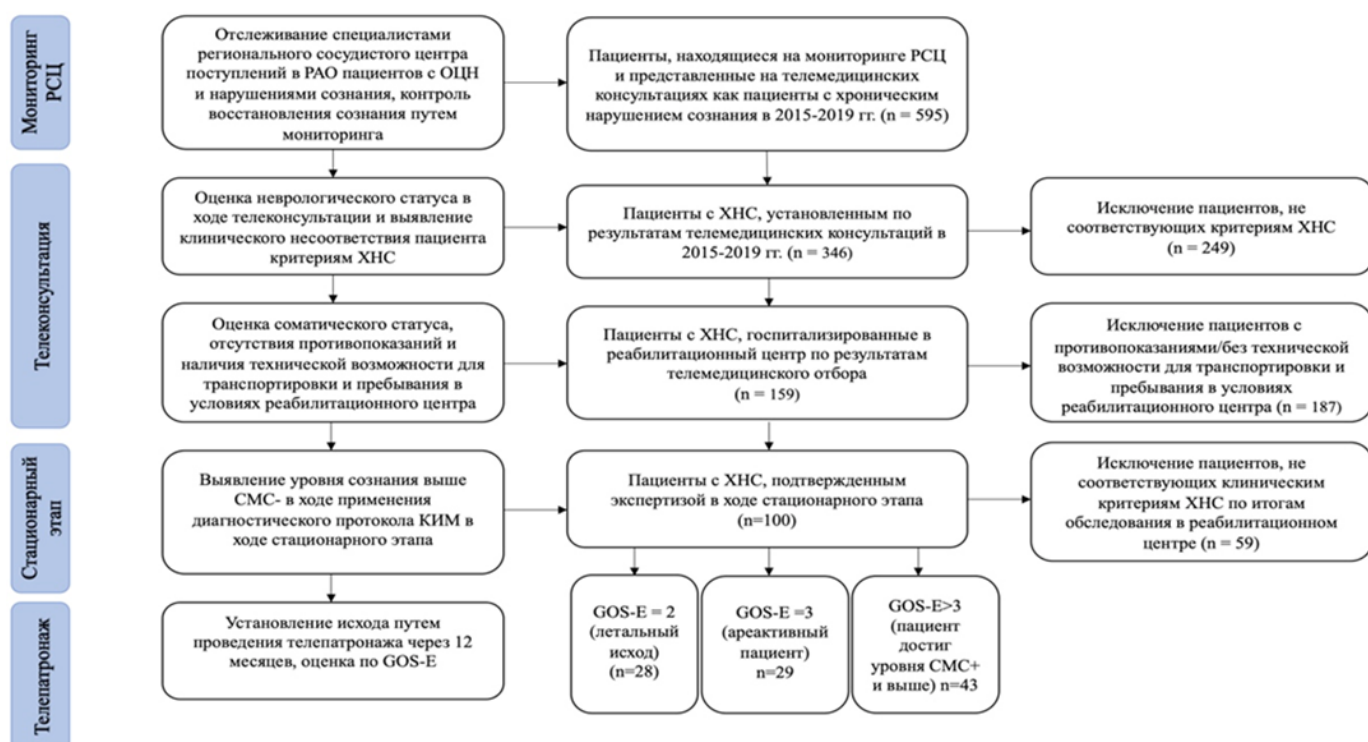 Мониторинг
РСЦ
Отслеживание специалистами
регионального сосудистого центра
поступлений в РАО пациентов с ОЦН
и нарушениями сознания, контроль
восстановления сознания путем
мониторинга
Пациенты, находящиеся на мониторинге РСЦ
и представленные на телемедицинских
консультациях как пациенты с хроническим
нарушением сознания в 2015-2019 гг. (n = 595)
Телеконсультация
Оценка неврологического статуса в
ходе телеконсультации и выявление
клинического несоответствия пациента
критериям ХНС
Пациенты с ХНС, установленным по
результатам телемедицинских консультаций в
2015-2019 гг. (n = 346)
Исключение пациентов, не
соответствующих критериям ХНС
(n = 249)
Оценка соматического статуса,
отсутствия противопоказаний и
наличия технической возможности для
транспортировки и пребывания в
условиях реабилитационного центра
Пациенты с ХНС, госпитализированные в
реабилитационный центр по результатам
телемедицинского отбора
(n = 159)
Исключение пациентов с
противопоказаниями/без технической
возможности для транспортировки и
пребывания в условиях
реабилитационного центра (n = 187)
Стационарный
этап
Выявление уровня сознания выше
СМС- в ходе применения
диагностического протокола КИМ в
ходе стационарного этапа
Пациенты с ХНС, подтвержденным
экспертизой в ходе стационарного этапа
(n=100)
Исключение пациентов, не
соответствующих клиническим
критериям ХНС по итогам
обследования в реабилитационном
центре (n = 59)
Телепатронаж
Установление исхода путем
проведения телепатронажа через 12
месяцев, оценка по GOS-E
GOS-E = 2
(летальный
исход)
(n=28)
GOS-E =3
(ареактивный
пациент)
n=29
GOS-E>3
(пациент
достиг
уровня СМС+
и выше) n=43